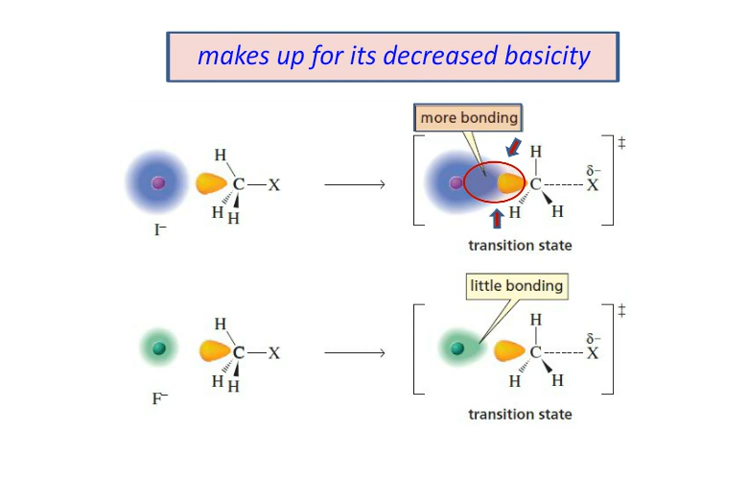 makes up for its decreased basicity
more bonding
H
C—X
H H
I⁻
‡
H
C------X
δ−
H H
transition state
little bonding
H
C—X
H H
F⁻
‡
H
C------X
δ−
H H
transition state